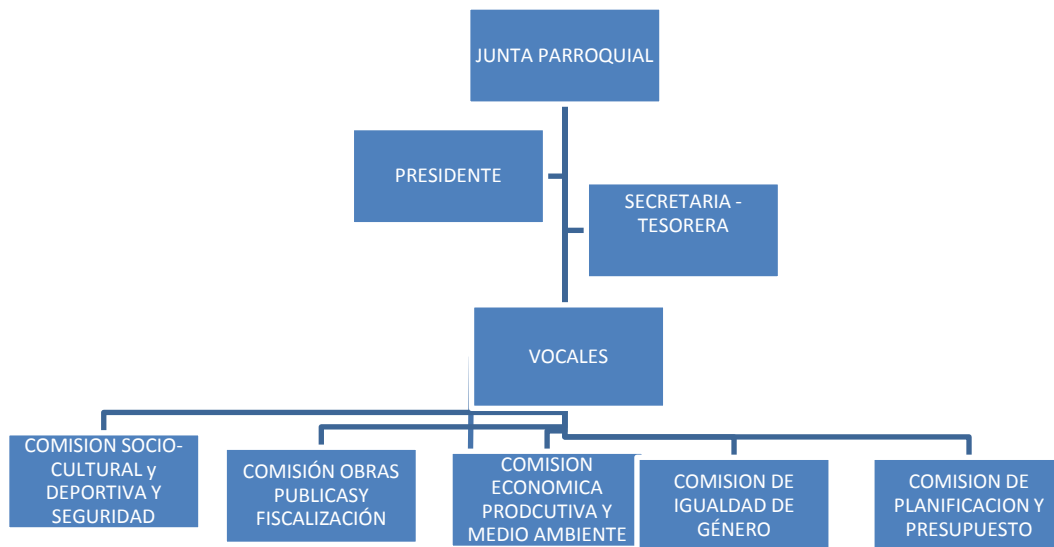 JUNTA PARROQUIAL
PRESIDENTE
SECRETARIA -
TESORERA
VOCALES
COMISION SOCIO-
CULTURAL y
DEPORTIVA Y
SEGURIDAD
COMISIÓN OBRAS
PUBLICASY
FISCALIZACIÓN
COMISION
ECONOMICA
PRODCUTIVA Y
MEDIO AMBIENTE
COMISION DE
IGUALDAD DE
GÉNERO
COMISION DE
PLANIFICACION Y
PRESUPUESTO